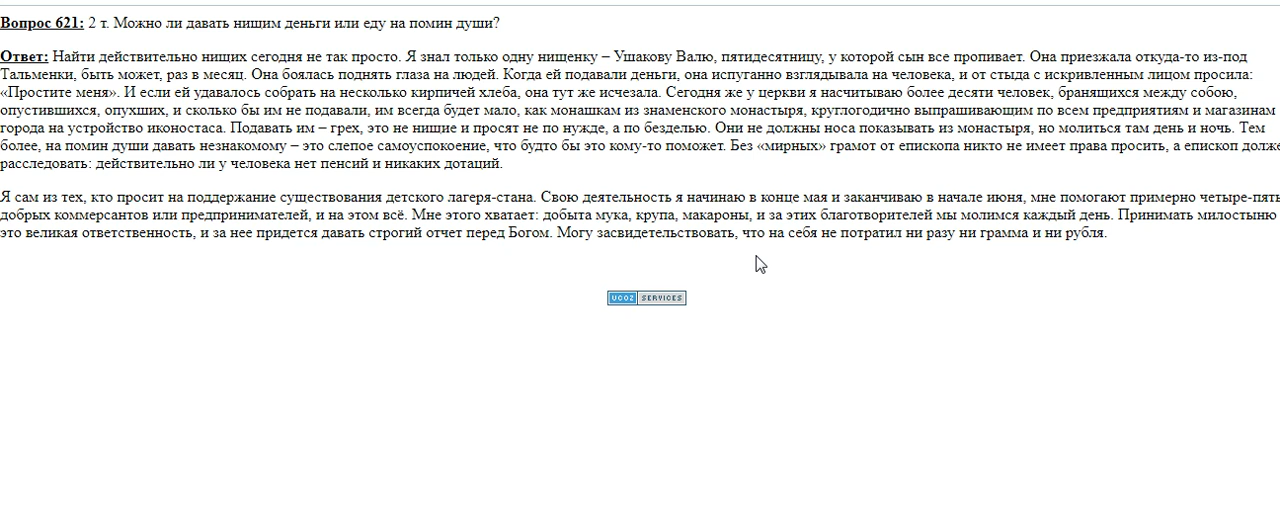 Вопрос 621: 2 т. Можно ли давать нищим деньги или еду на помин души?
Ответ: Найти действительно нищих сегодня не так просто. Я знал только одну нищенку – Ушакову Валю, пятидесятницу, у которой сын все пропивает. Она приезжала откуда-то из-под
Тальменки, быть может, раз в месяц. Она боялась поднять глаза на людей. Когда ей подавали деньги, она испуганно взглядывала на человека, и от стыда с искривленным лицом просила:
«Простите меня». И если ей удавалось собрать на несколько кирпичей хлеба, она тут же исчезала. Сегодня же у церкви я насчитываю более десяти человек, бранящихся между собою,
опустившихся, опухших, и сколько бы им не подавали, им всегда будет мало, как монашкам из знаменского монастыря, круглогодично выпрашивающим по всем предприятиям и магазинам
города на устройство иконостаса. Подавать им – грех, это не нищие и просят не по нужде, а по безделью. Они не должны носа показывать из монастыря, но молиться там день и ночь. Тем
более, на помин души давать незнакомому – это слепое самоуспокоение, что будто бы это кому-то поможет. Без «мирных» грамот от епископа никто не имеет права просить, а епископ долже
расследовать: действительно ли у человека нет пенсий и никаких дотаций.
Я сам из тех, кто просит на поддержание существования детского лагеря-стана. Свою деятельность я начинаю в конце мая и заканчиваю в начале июня, мне помогают примерно четыре-пять
добрых коммерсантов или предпринимателей, и на этом всё. Мне этого хватает: добыта мука, крупа, макароны, и за этих благотворителей мы молимся каждый день. Принимать милостыню
это великая ответственность, и за нее придется давать строгий отчет перед Богом. Могу засвидетельствовать, что на себя не потратил ни разу ни грамма и ни рубля.
UCOZ SERVICES